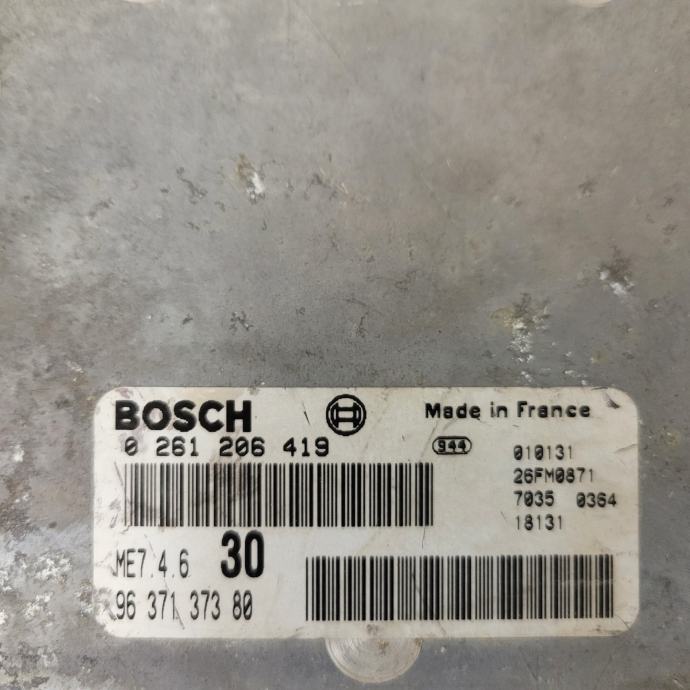 BOSCH Made in France
0 261 206 419 944 010131
26FM0871
7035 0364
18131
ME7.4.6 30
96 371 373 80